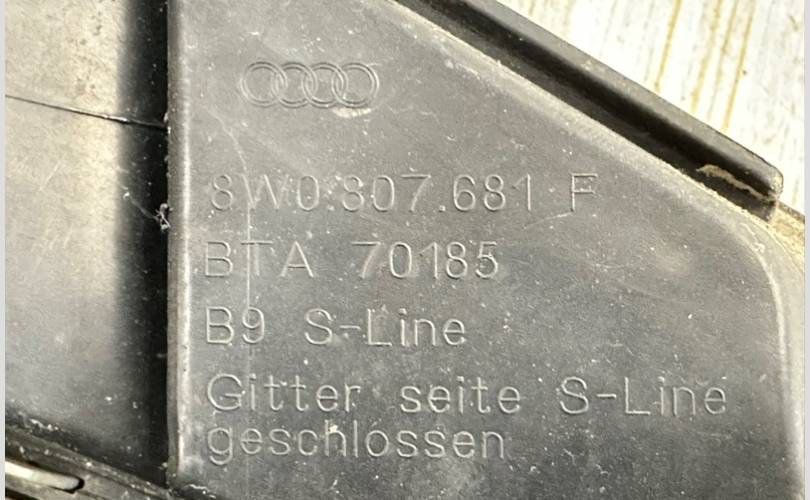 8W0.807.681 F
BTA 70185
B9 S-Line
Gitter seite S-Line
geschlossen